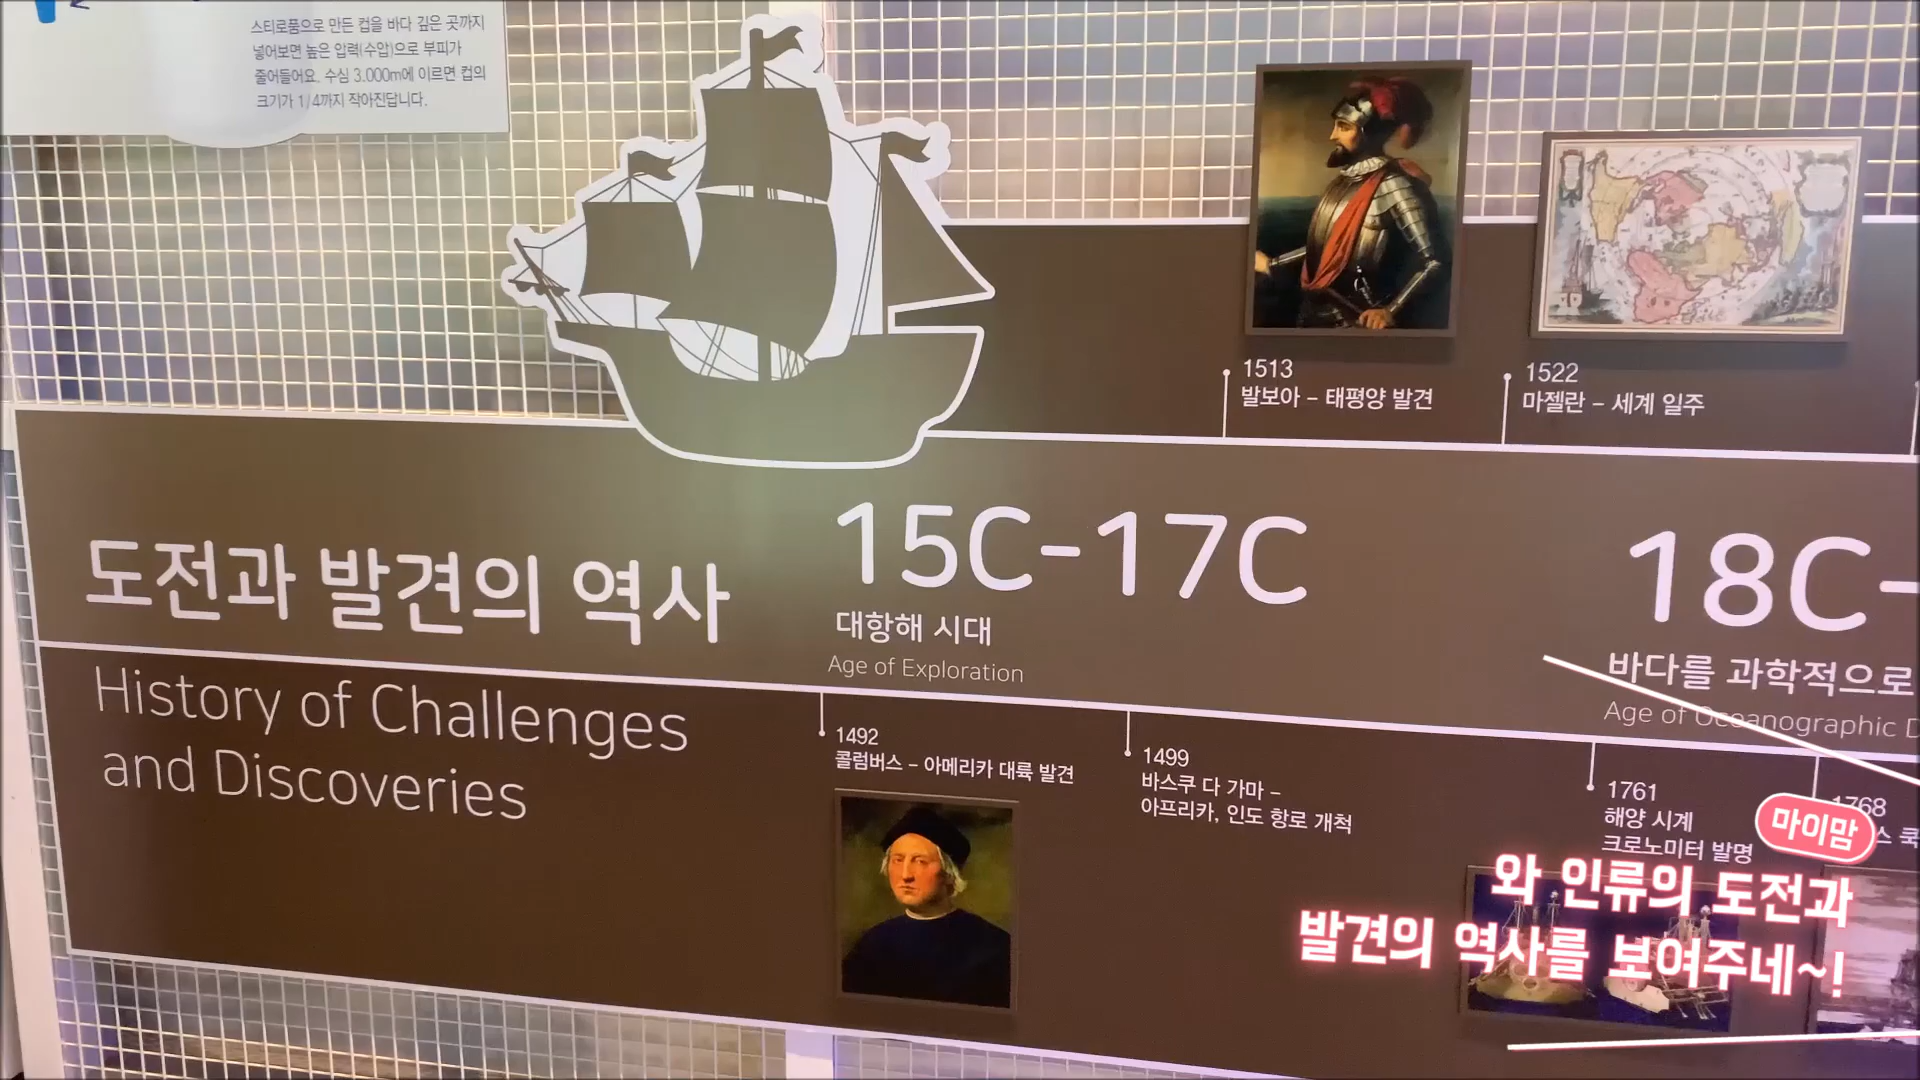 스티로폼으로 만든 컵을 바다 깊은 곳까지
넣어보면 높은 압력(수압)으로 부피가
줄어들어요. 수심 3,000m에 이르면 컵의
크기가 1/4까지 작아진답니다.
1513
발보아 – 태평양 발견
1522
마젤란 – 세계 일주
도전과 발견의 역사
History of Challenges
and Discoveries
15C-17C
대항해 시대
Age of Exploration
18C-
바다를 과학적으로
Age of Oceanographic D
1492
콜럼버스 – 아메리카 대륙 발견
1499
바스쿠 다 가마 –
아프리카, 인도 항로 개척
1761
해양 시계
크로노미터 발명
1768
스 쿡
마이맘
와 인류의 도전과
발견의 역사를 보여주네~!